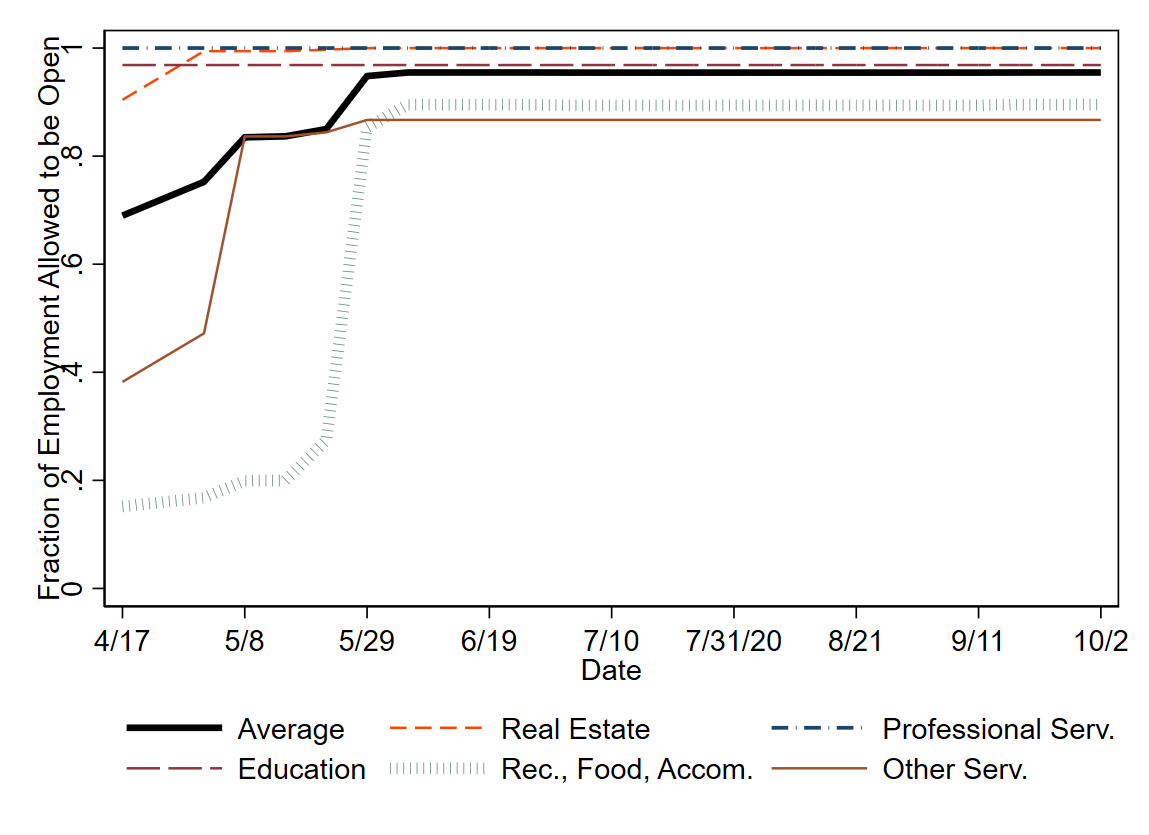 Fraction of Employment Allowed to be Open
1
.8
.6
.4
.2
0
4/17 5/8 5/29 6/19 7/10 7/31/20 8/21 9/11 10/2
Date
Average Real Estate Professional Serv.
Education Rec., Food, Accom. Other Serv.